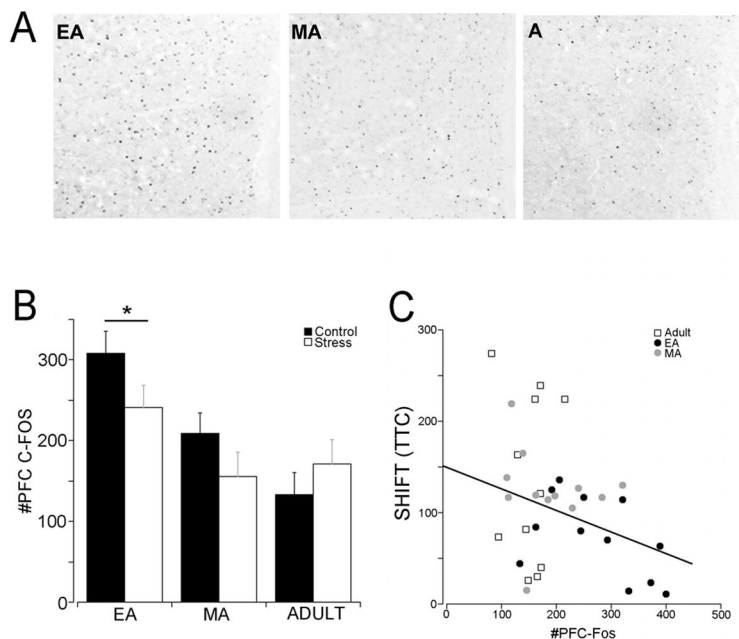 A
EA
MA
A
B
*
Control
Stress
300
200
100
0
#PFC C-FOS
EA
MA
ADULT
C
300
200
100
0
SHIFT (TTC)
Adult
EA
MA
0
100
200
300
400
500
#PFC-Fos